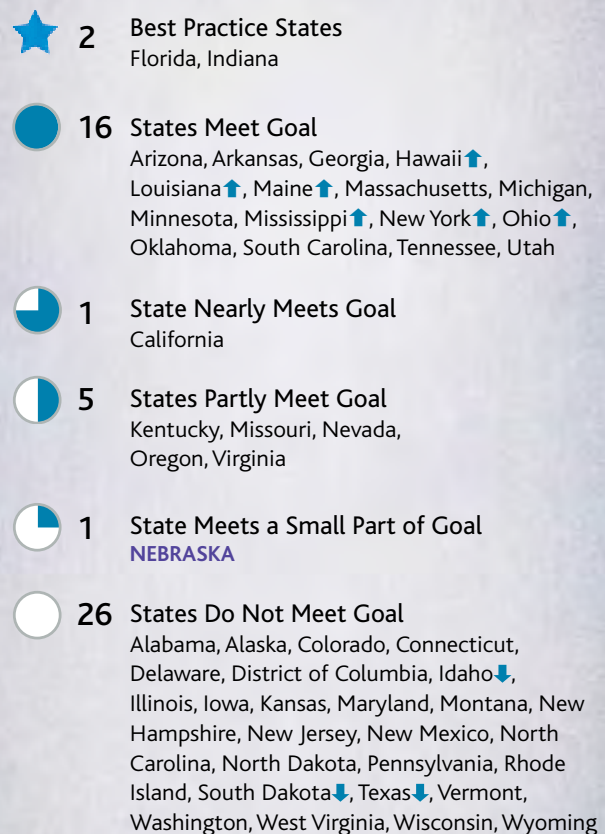 2 Best Practice States
Florida, Indiana
16 States Meet Goal
Arizona, Arkansas, Georgia, Hawaii⬆,
Louisiana⬆, Maine⬆, Massachusetts, Michigan,
Minnesota, Mississippi⬆, New York⬆, Ohio⬆,
Oklahoma, South Carolina, Tennessee, Utah
1 State Nearly Meets Goal
California
5 States Partly Meet Goal
Kentucky, Missouri, Nevada,
Oregon, Virginia
1 State Meets a Small Part of Goal
NEBRASKA
26 States Do Not Meet Goal
Alabama, Alaska, Colorado, Connecticut,
Delaware, District of Columbia, Idaho⬇,
Illinois, Iowa, Kansas, Maryland, Montana, New
Hampshire, New Jersey, New Mexico, North
Carolina, North Dakota, Pennsylvania, Rhode
Island, South Dakota⬇, Texas⬇, Vermont,
Washington, West Virginia, Wisconsin, Wyoming